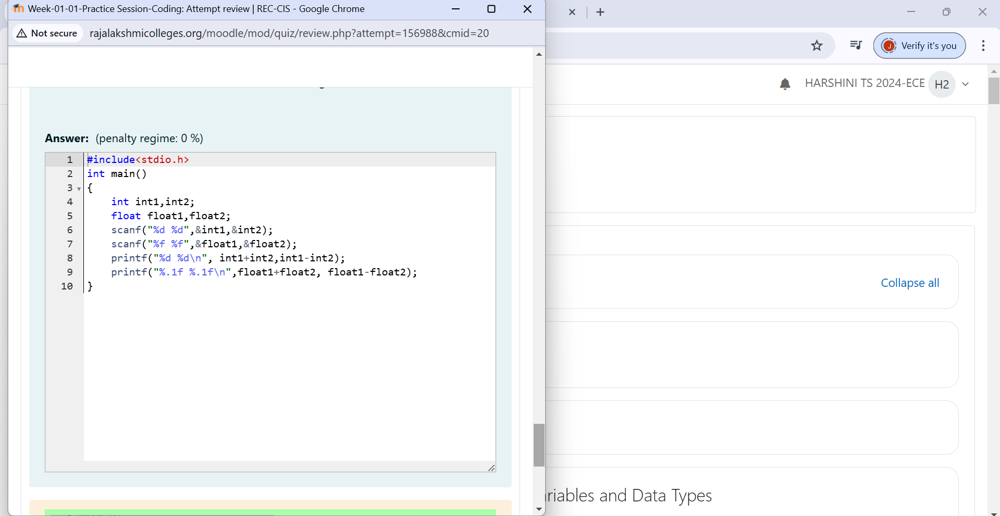 Week-01-01-Practice Session-Coding: Attempt review | REC-CIS - Google Chrome
Not secure
rajalakshmicolleges.org/moodle/mod/quiz/review.php?attempt=156988&cmid=20
Verify it's you
J
HARSHINI TS 2024-ECE
H2
Answer: (penalty regime: 0 %)
1 #include<stdio.h>
2 int main()
3 {
4 int int1,int2;
5 float float1,float2;
6 scanf("%d %d",&int1,&int2);
7 scanf("%f %f",&float1,&float2);
8 printf("%d %d\n", int1+int2,int1-int2);
9 printf("%.1f %.1f\n",float1+float2, float1-float2);
10 }
Collapse all
riables and Data Types